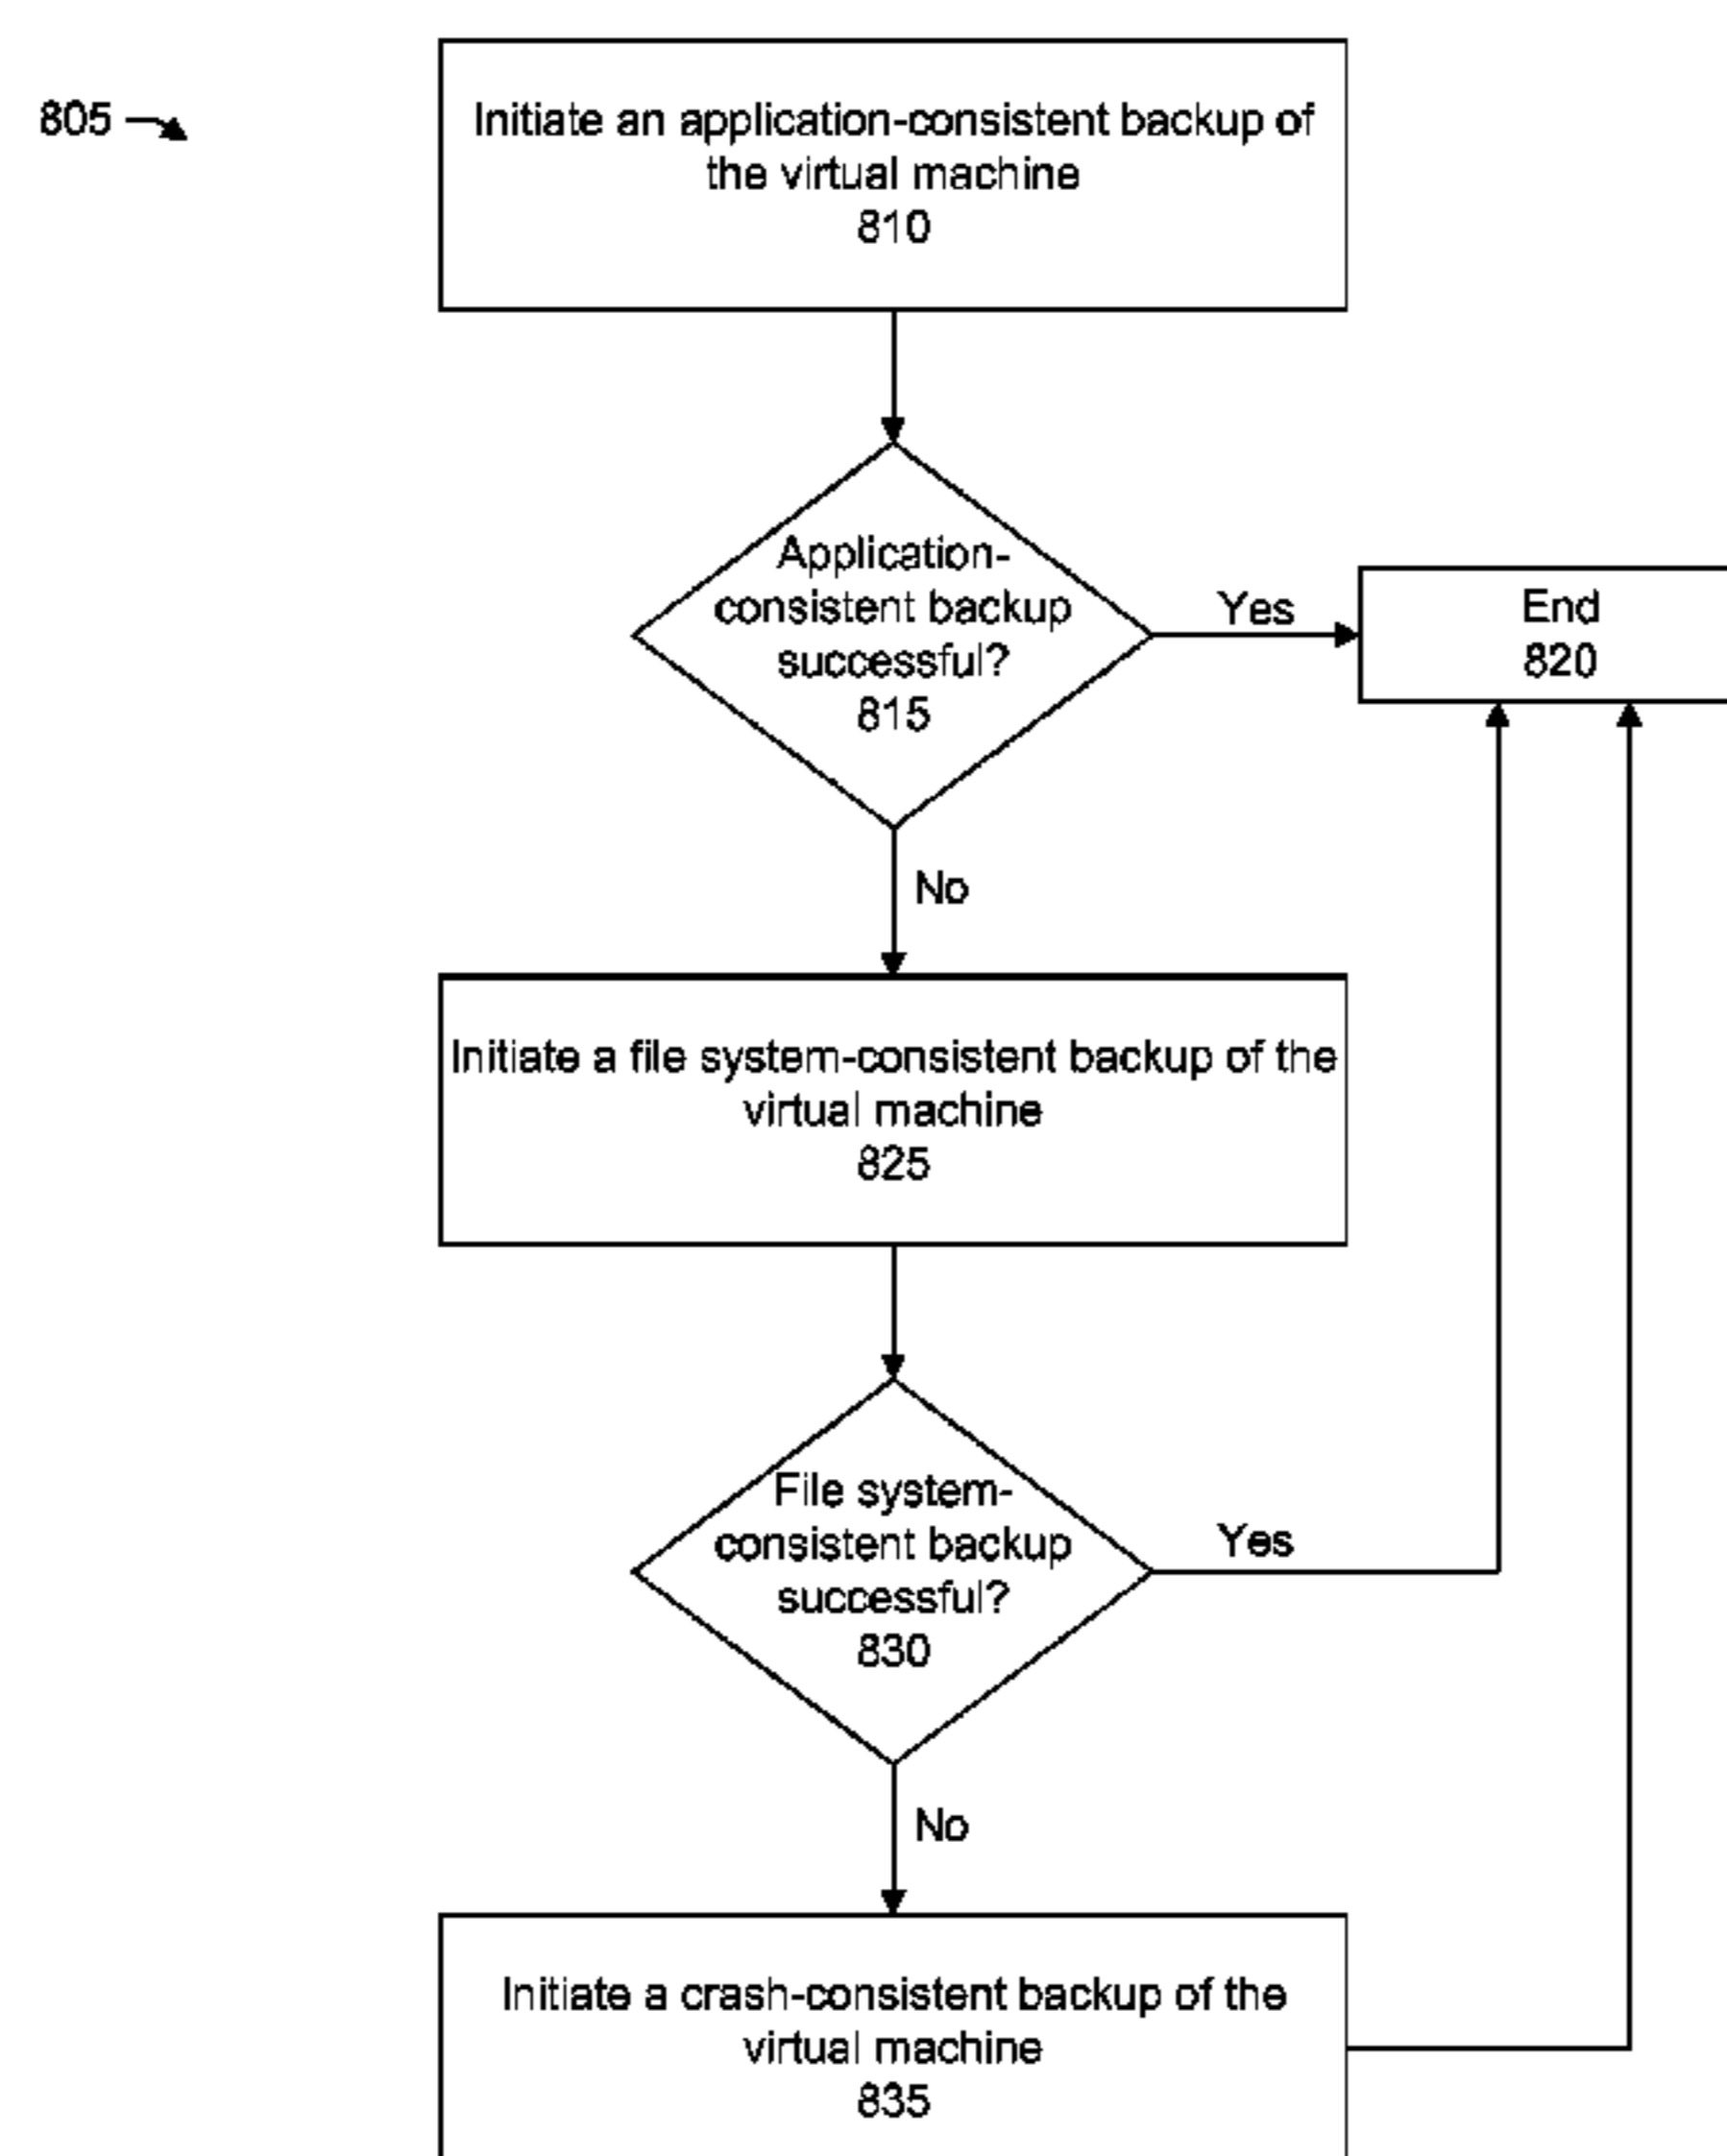 805
Initiate an application-consistent backup of
the virtual machine
810
Application-
consistent backup
successful?
815
Yes
End
820
No
Initiate a file system-consistent backup of the
virtual machine
825
File system-
consistent backup
successful?
830
Yes
No
Initiate a crash-consistent backup of the
virtual machine
835